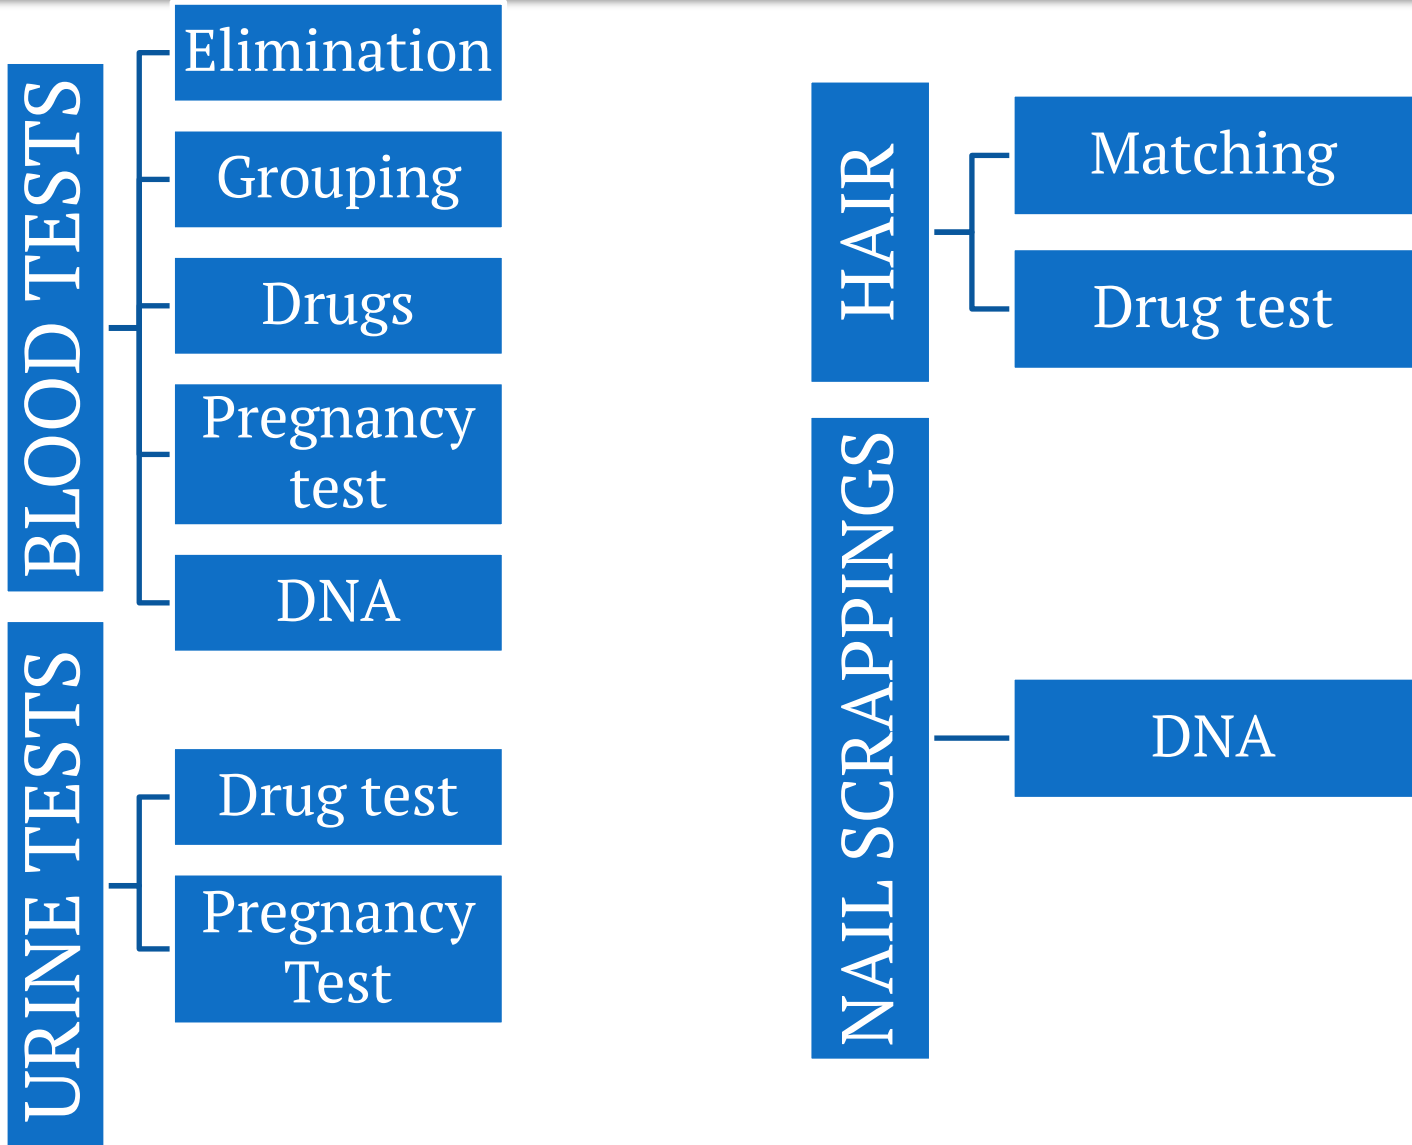 BLOOD TESTS
Elimination
Grouping
Drugs
Pregnancy
test
DNA
URINE TESTS
Drug test
Pregnancy
Test
HAIR
Matching
Drug test
NAIL SCRAPPINGS
DNA